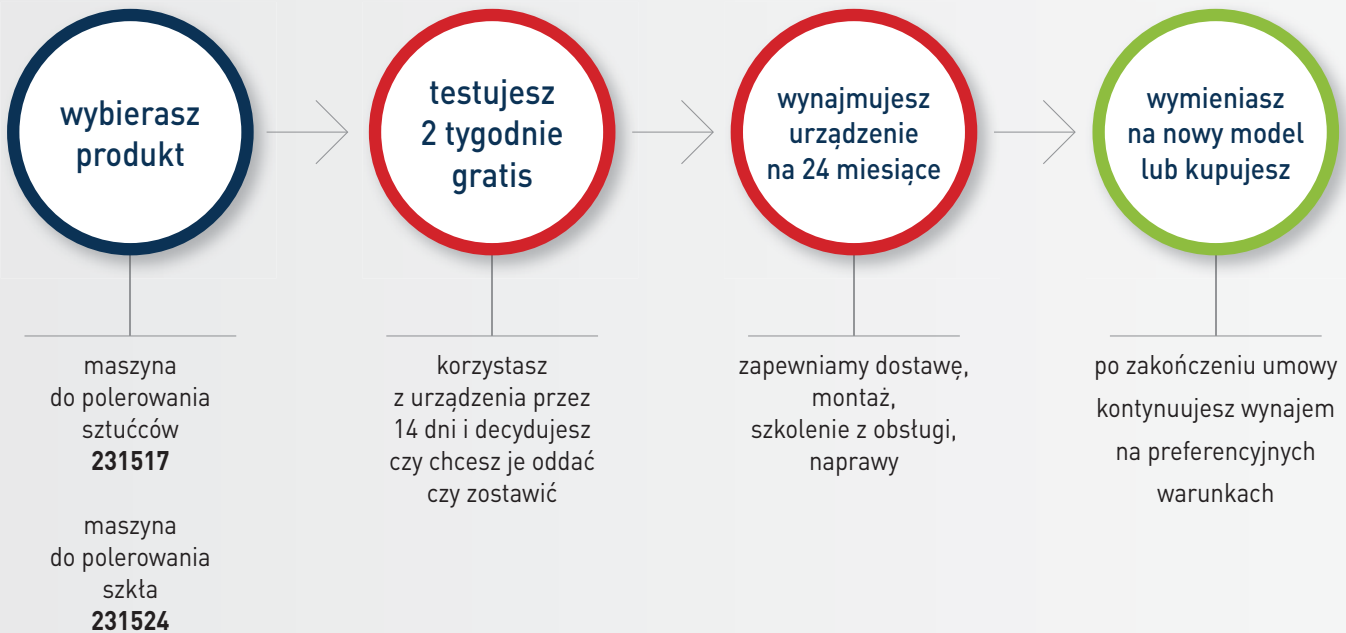 wybierasz
produkt
testujesz
2 tygodnie
gratis
wynajmujesz
urządzenie
na 24 miesiące
wymieniasz
na nowy model
lub kupujesz
maszyna
do polerowania
sztućców
231517
maszyna
do polerowania
szkła
231524
korzystasz
z urządzenia przez
14 dni i decydujesz
czy chcesz je oddać
czy zostawić
zapewniamy dostawę,
montaż,
szkolenie z obsługi,
naprawy
po zakończeniu umowy
kontynuujesz wynajem
na preferencyjnych
warunkach